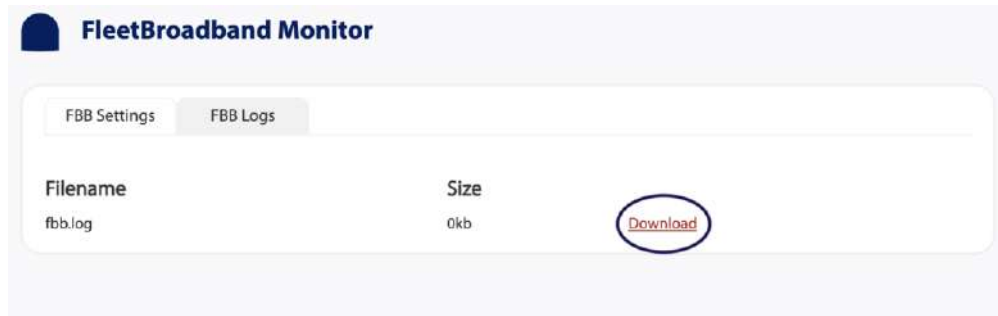 FleetBroadband Monitor
FBB Settings FBB Logs
Filename Size
fbb.log 0kb Download